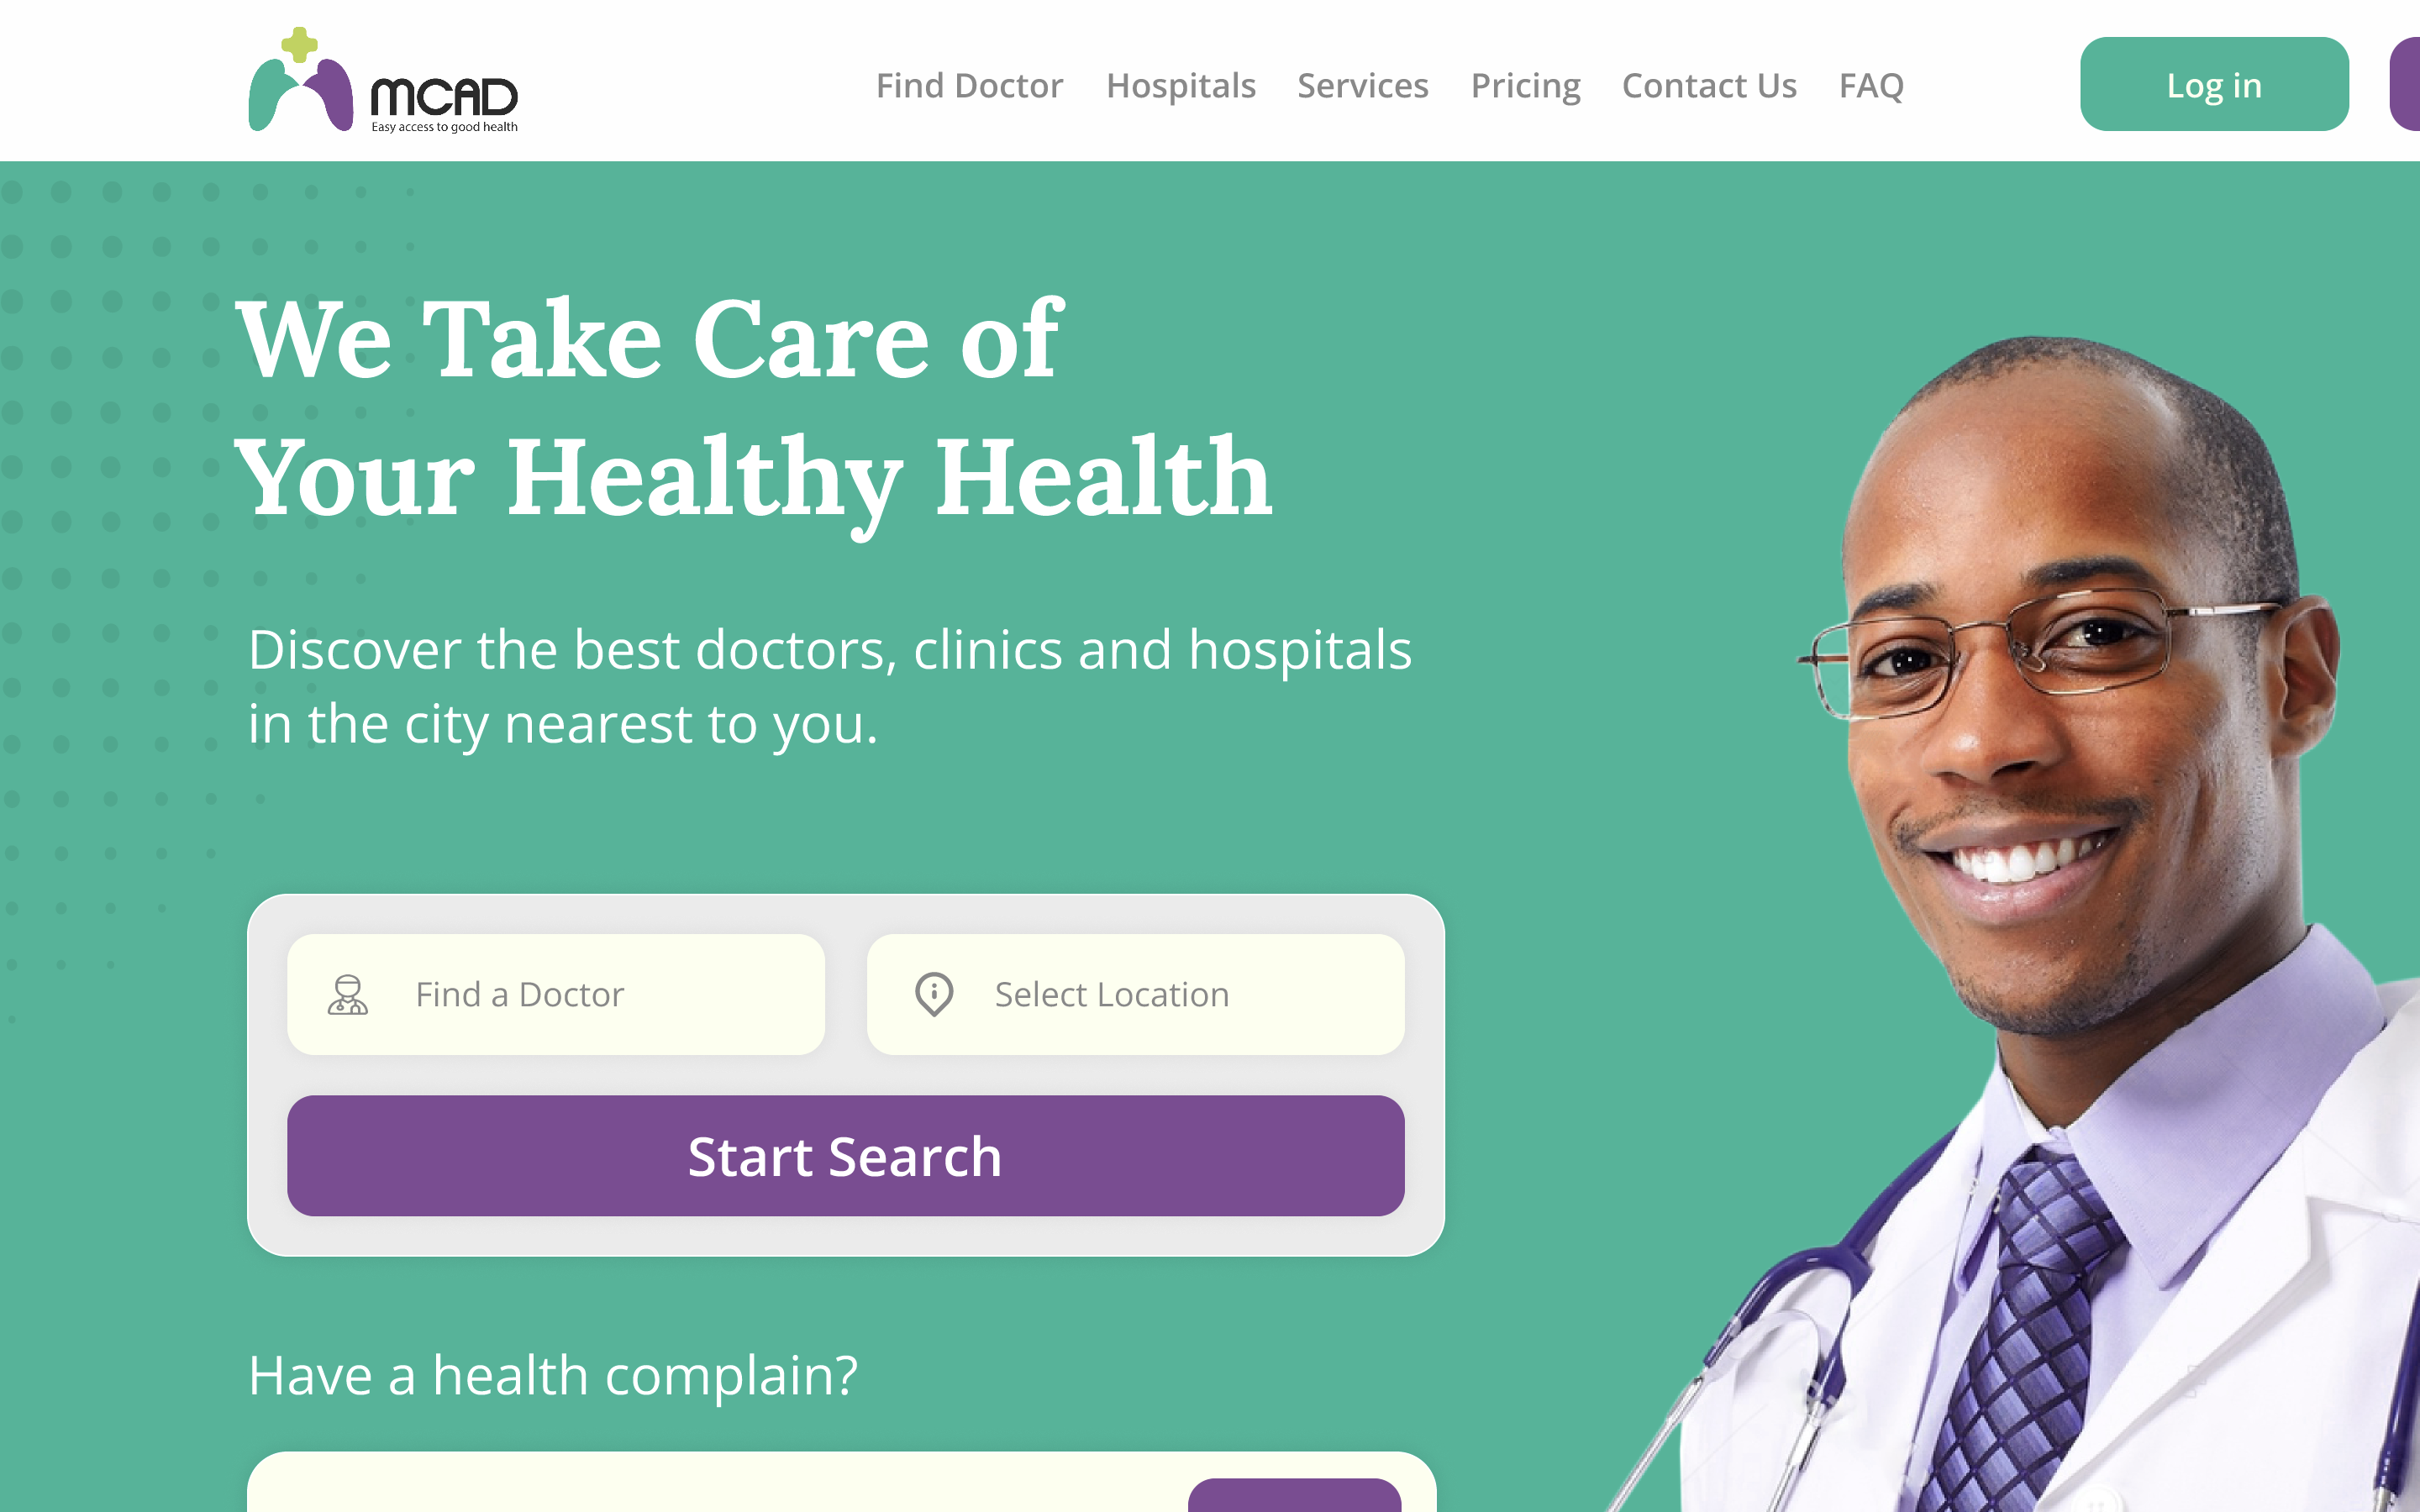 MCAD
Easy access to good health
Find Doctor Hospitals Services Pricing Contact Us FAQ Log in
We Take Care of
Your Healthy Health
Discover the best doctors, clinics and hospitals
in the city nearest to you.
Find a Doctor Select Location
Start Search
Have a health complain?